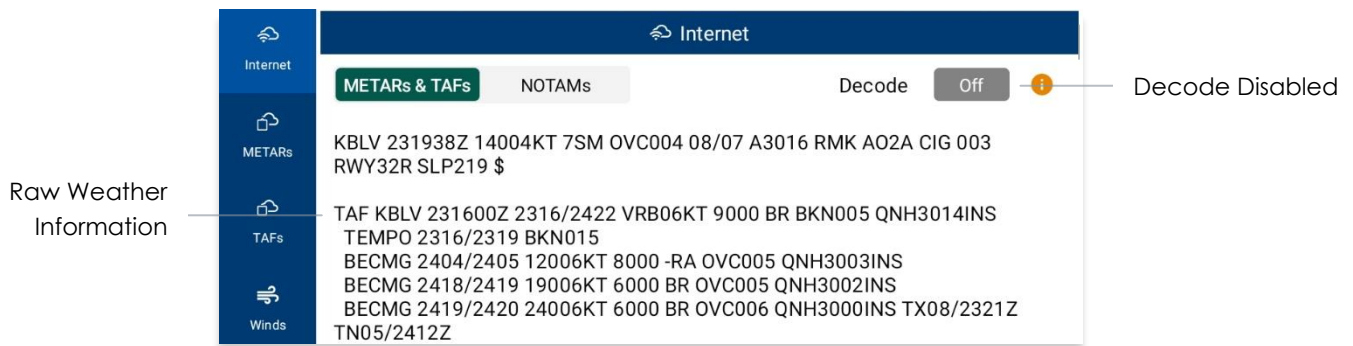 Internet
Internet
METARs & TAFs
NOTAMs
Decode
Off
Decode Disabled
METARs
KBLV 231938Z 14004KT 7SM OVC004 08/07 A3016 RMK AO2A CIG 003
RWY32R SLP219 $
Raw Weather
Information
TAFs
TAF KBLV 231600Z 2316/2422 VRB06KT 9000 BR BKN005 QNH3014INS
TEMPO 2316/2319 BKN015
BECMG 2404/2405 12006KT 8000 -RA OVC005 QNH3003INS
BECMG 2418/2419 19006KT 6000 BR OVC005 QNH3002INS
BECMG 2419/2420 24006KT 6000 BR OVC006 QNH3000INS TX08/2321Z
TN05/2412Z
Winds